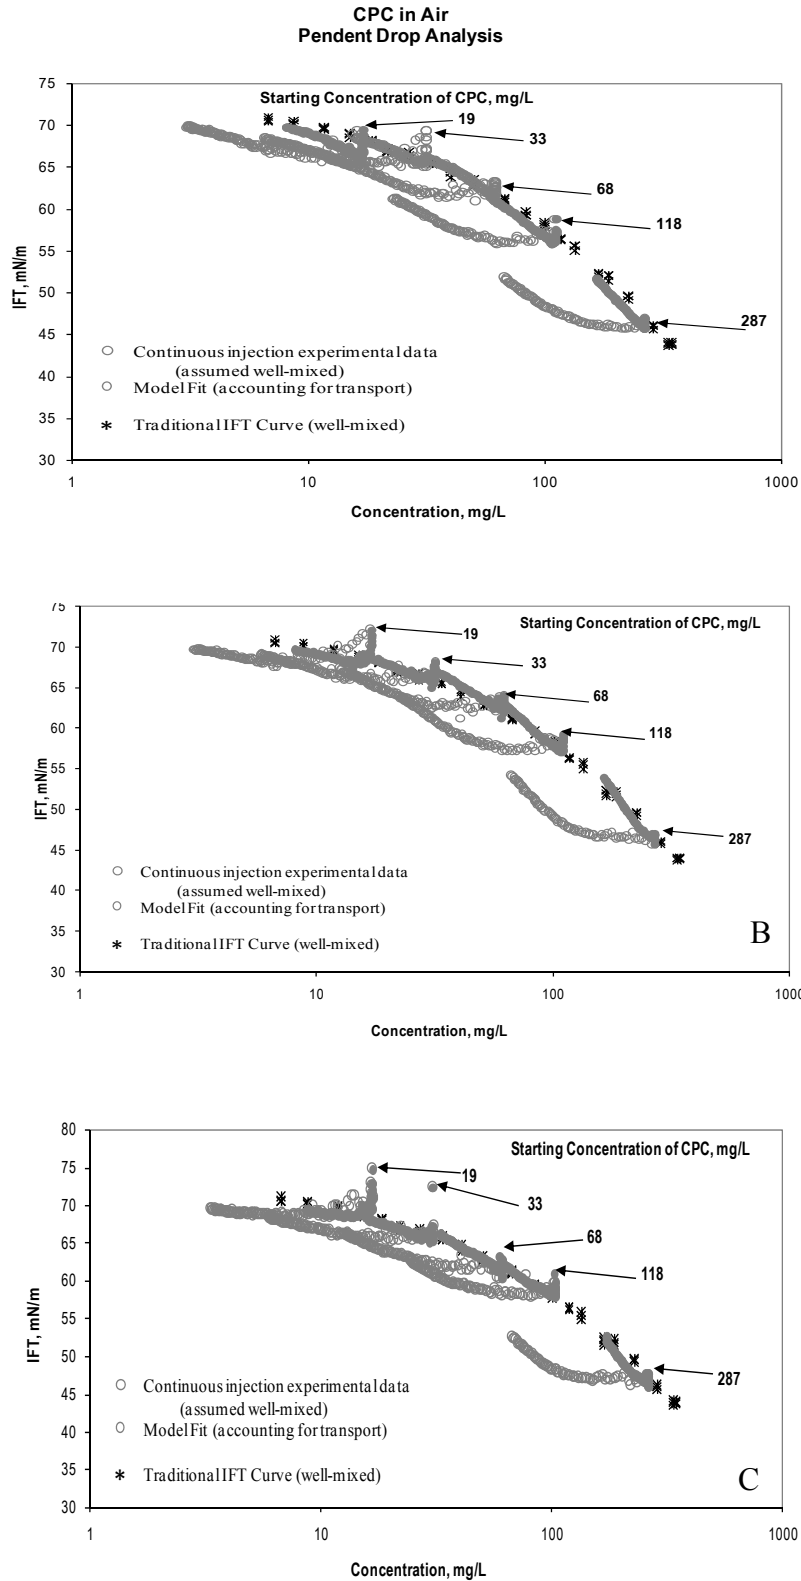 CPC in Air
Pendent Drop Analysis
75
70
65
60
55
50
45
40
35
30
IFT, mN/m
Starting Concentration of CPC, mg/L
19
33
68
118
287
Continuous injection experimental data
(assumed well-mixed)
Model Fit (accounting for transport)
Traditional IFT Curve (well-mixed)
1
10
100
1000
Concentration, mg/L
75
70
65
60
55
50
45
40
35
30
IFT, mN/m
Starting Concentration of CPC, mg/L
19
33
68
118
287
Continuous injection experimental data
(assumed well-mixed)
Model Fit (accounting for transport)
Traditional IFT Curve (well-mixed)
B
1
10
100
1000
Concentration, mg/L
80
75
70
65
60
55
50
45
40
35
30
IFT, mN/m
Starting Concentration of CPC, mg/L
19
33
68
118
287
Continuous injection experimental data
(assumed well-mixed)
Model Fit (accounting for transport)
Traditional IFT Curve (well-mixed)
C
1
10
100
1000
Concentration, mg/L